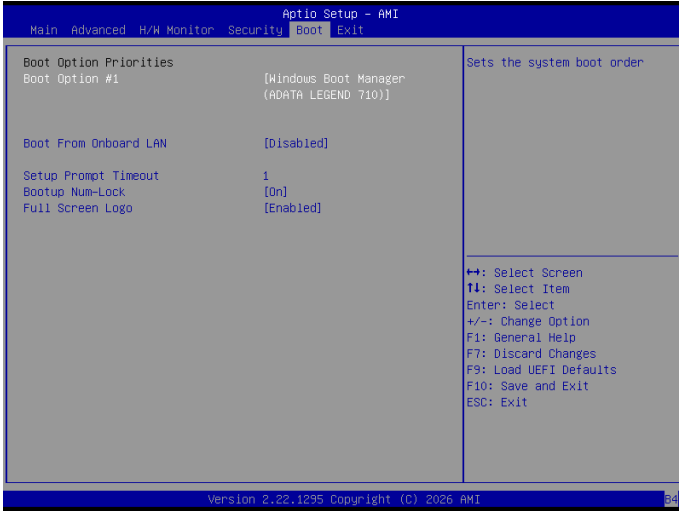 Aptio Setup - AMI
Main Advanced H/W Monitor Security Boot Exit
Boot Option Priorities
Boot Option #1 [Windows Boot Manager
(ADATA LEGEND 710)]
Boot From Onboard LAN [Disabled]
Setup Prompt Timeout 1
Bootup Num-Lock [On]
Full Screen Logo [Enabled]
Sets the system boot order
↔: Select Screen
↑↓: Select Item
Enter: Select
+/-: Change Option
F1: General Help
F7: Discard Changes
F9: Load UEFI Defaults
F10: Save and Exit
ESC: Exit
Version 2.22.1295 Copyright (C) 2026 AMI
B4